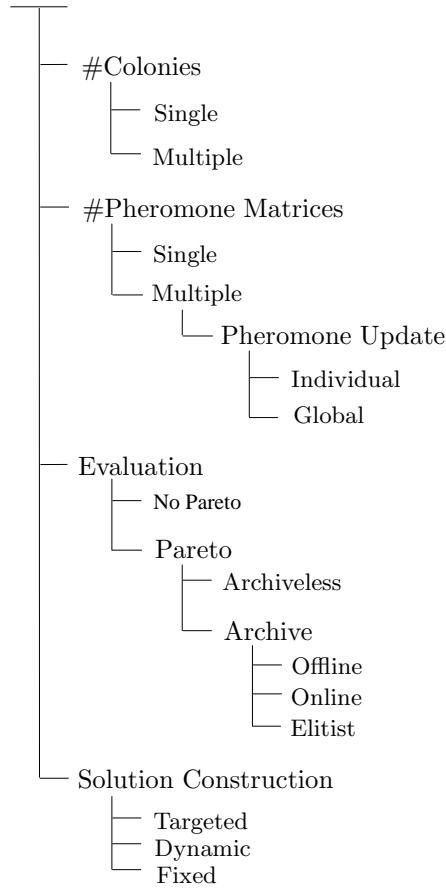 #Colonies
Single
Multiple
#Pheromone Matrices
Single
Multiple
Pheromone Update
Individual
Global
Evaluation
No Pareto
Pareto
Archiveless
Archive
Offline
Online
Elitist
Solution Construction
Targeted
Dynamic
Fixed